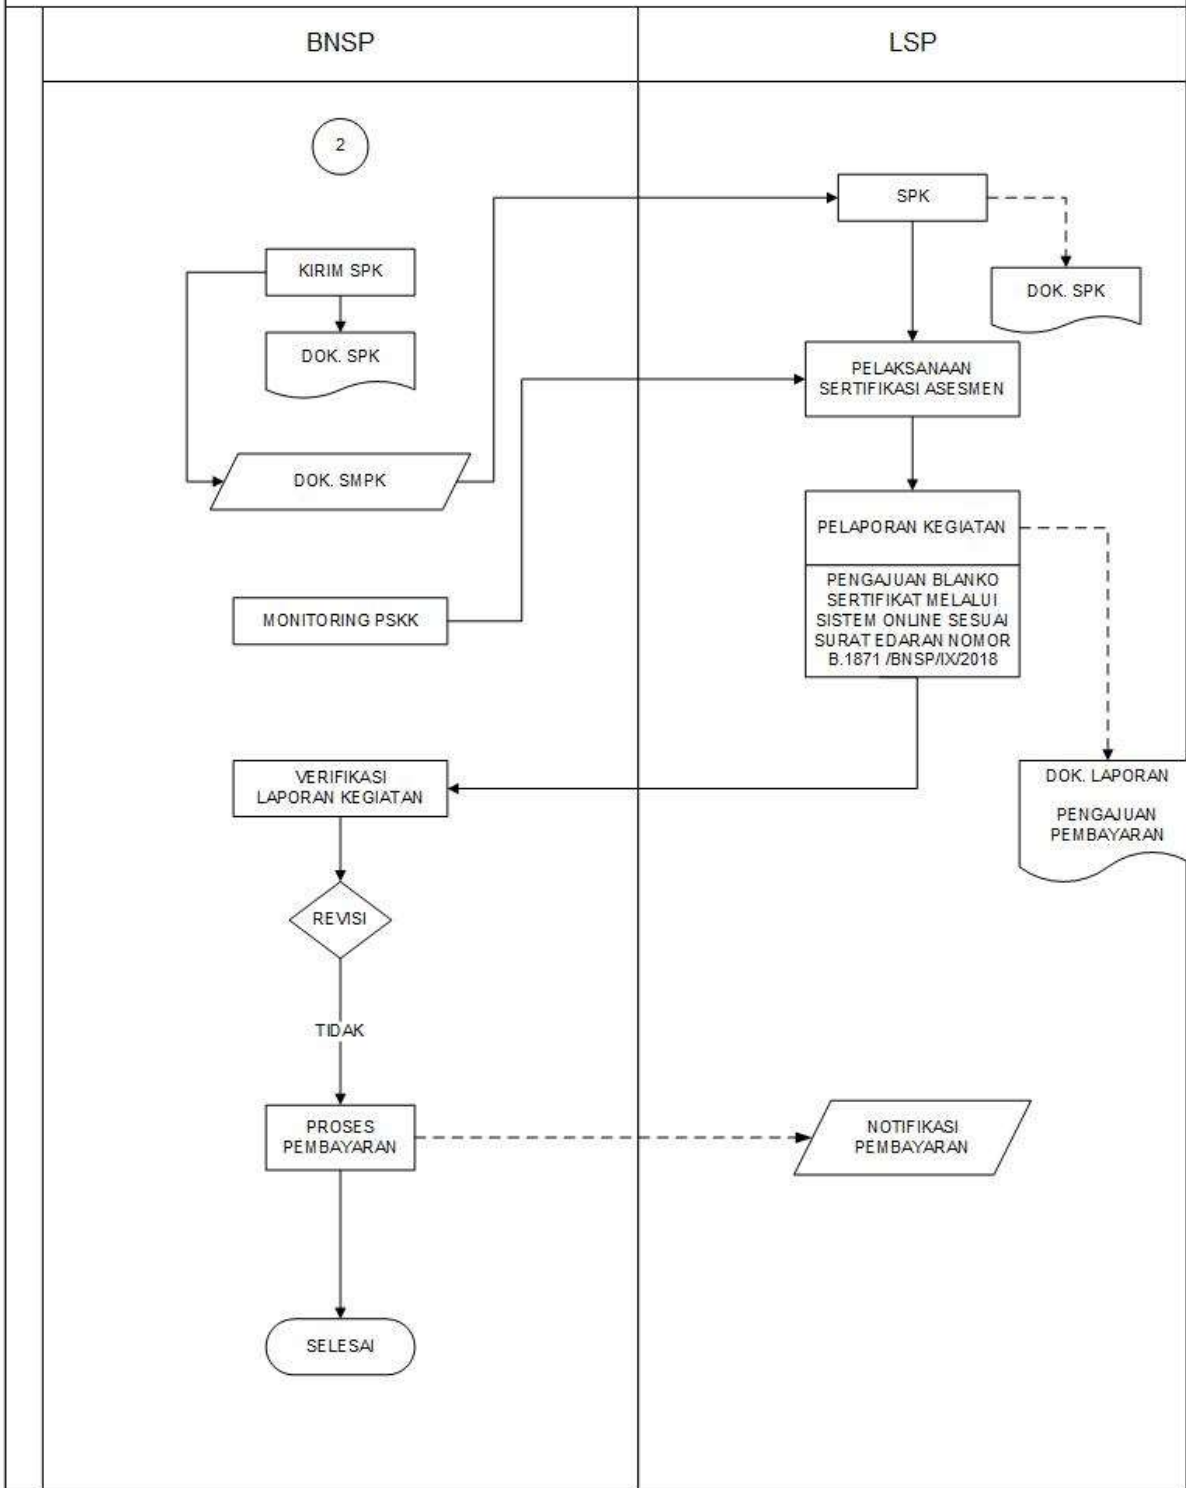 BNSP
LSP
2
SPK
KIRIM SPK
DOK. SPK
DOK. SPK
PELAKSANAAN
SERTIFIKASI ASESMEN
DOK. SMPK
PELAPORAN KEGIATAN
PENGAJUAN BLANKO
SERTIFIKAT MELALUI
SISTEM ONLINE SESUAI
SURAT EDARAN NOMOR
B.1871 /BNSP/IX/2018
MONITORING PSKK
VERIFIKASI
LAPORAN KEGIATAN
DOK. LAPORAN
PENGAJUAN
PEMBAYARAN
REVISI
TIDAK
PROSES
PEMBAYARAN
NOTIFIKASI
PEMBAYARAN
SELESAI